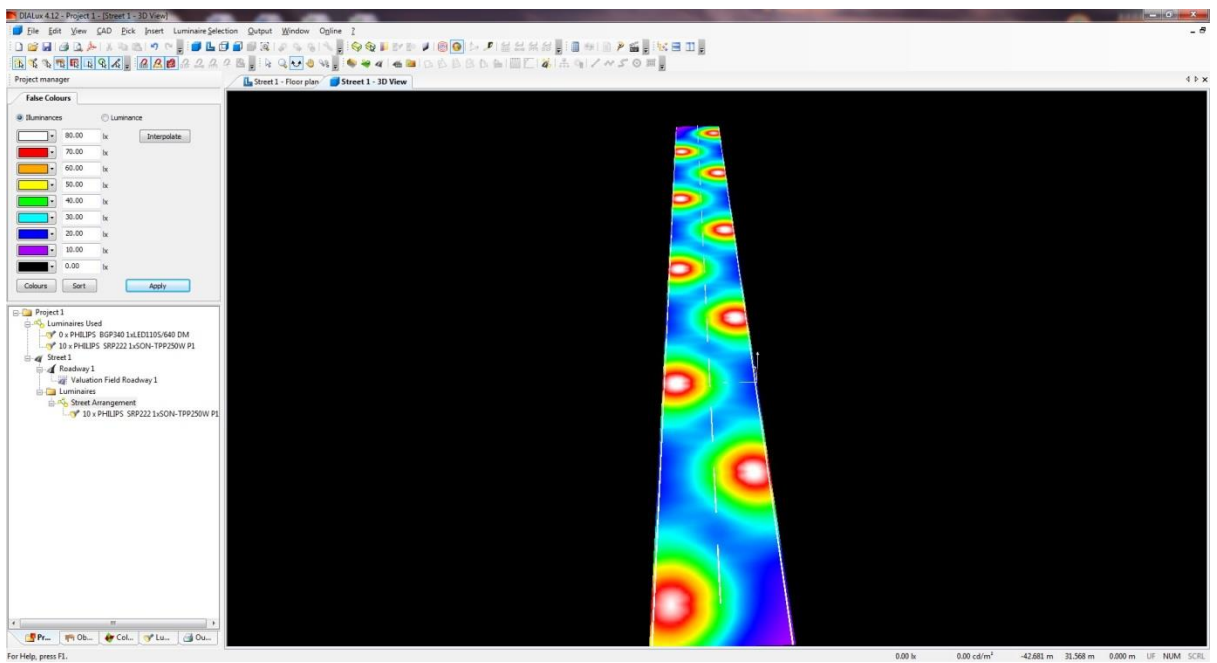 DIALux 4.12 - Project 1 - [Street 1 - 3D View]
File Edit View CAD Pick Insert Luminaire Selection Output Window Online ?
Project manager
Street 1 - Floor plan Street 1 - 3D View
False Colours
Illuminances Luminance
80.00 lx Interpolate
70.00 lx
60.00 lx
50.00 lx
40.00 lx
30.00 lx
20.00 lx
10.00 lx
0.00 lx
Colours Sort Apply
Project 1
Luminaires Used
0 x PHILIPS BGP340 1xLED110S/640 DM
10 x PHILIPS SRP222 1xSON-TPP250W P1
Street 1
Roadway 1
Valuation Field Roadway 1
Luminaires
Street Arrangement
10 x PHILIPS SRP222 1xSON-TPP250W P1
Pr... Ob... Col... Lu... Ou...
For Help, press F1.
0.00 lx 0.00 cd/m² -42.681 m 31.568 m 0.000 m UF NUM SCRL